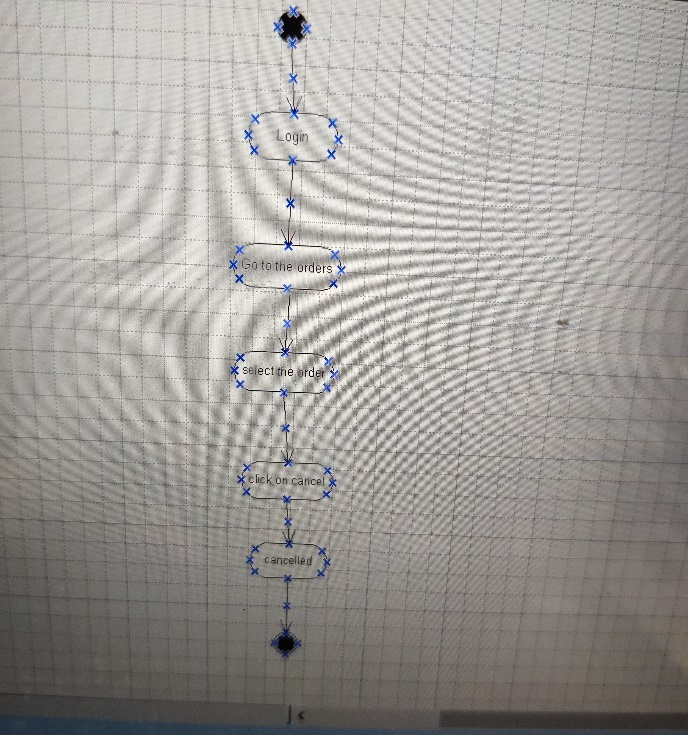 Login
Go to the orders
select the order
click on cancel
cancelled